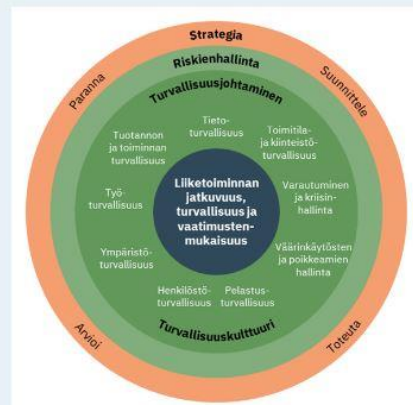 Strategia
Riskienhallinta
Turvallisuusjohtaminen
Paranna
Suunnittele
Tieto-
turvallisuus
Tuotannon
ja toiminnan
turvallisuus
Toimitila-
ja kiinteistö-
turvallisuus
Työ-
turvallisuus
Liiketoiminnan
jatkuvuus,
turvallisuus ja
vaatimusten-
mukaisuus
Varautuminen
ja kriisin-
hallinta
Ympäristö-
turvallisuus
Väärinkäytösten
ja poikkeamien
hallinta
Henkilöstö-
turvallisuus
Pelastus-
turvallisuus
Turvallisuuskulttuuri
Arvioi
Toteuta